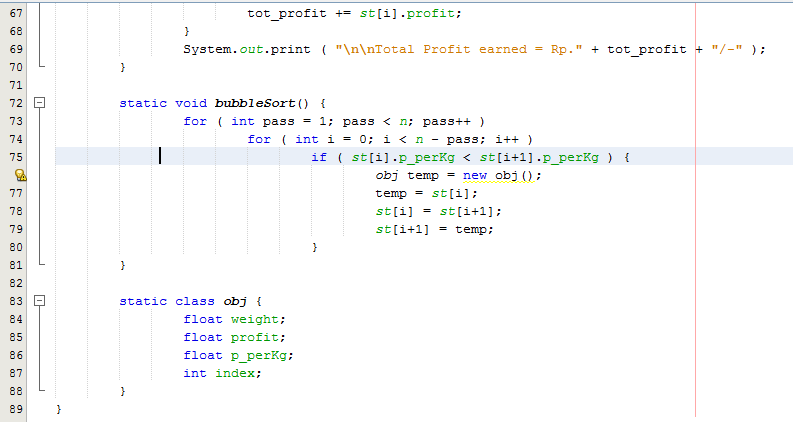 67 tot_profit += st[i].profit;
68 }
69 System.out.print ( "\n\nTotal Profit earned = Rp." + tot_profit + "/-" );
70 }
71
72 static void bubbleSort() {
73 for ( int pass = 1; pass < n; pass++ )
74 for ( int i = 0; i < n - pass; i++ )
75 if ( st[i].p_perKg < st[i+1].p_perKg ) {
obj temp = new obj();
77 temp = st[i];
78 st[i] = st[i+1];
79 st[i+1] = temp;
80 }
81 }
82
83 static class obj {
84 float weight;
85 float profit;
86 float p_perKg;
87 int index;
88 }
89 }